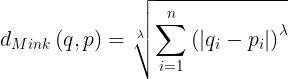 d_{Mink}(q,p) = \sqrt[\lambda]{\sum_{i=1}^{n} (|q_i - p_i|)^{\lambda}}